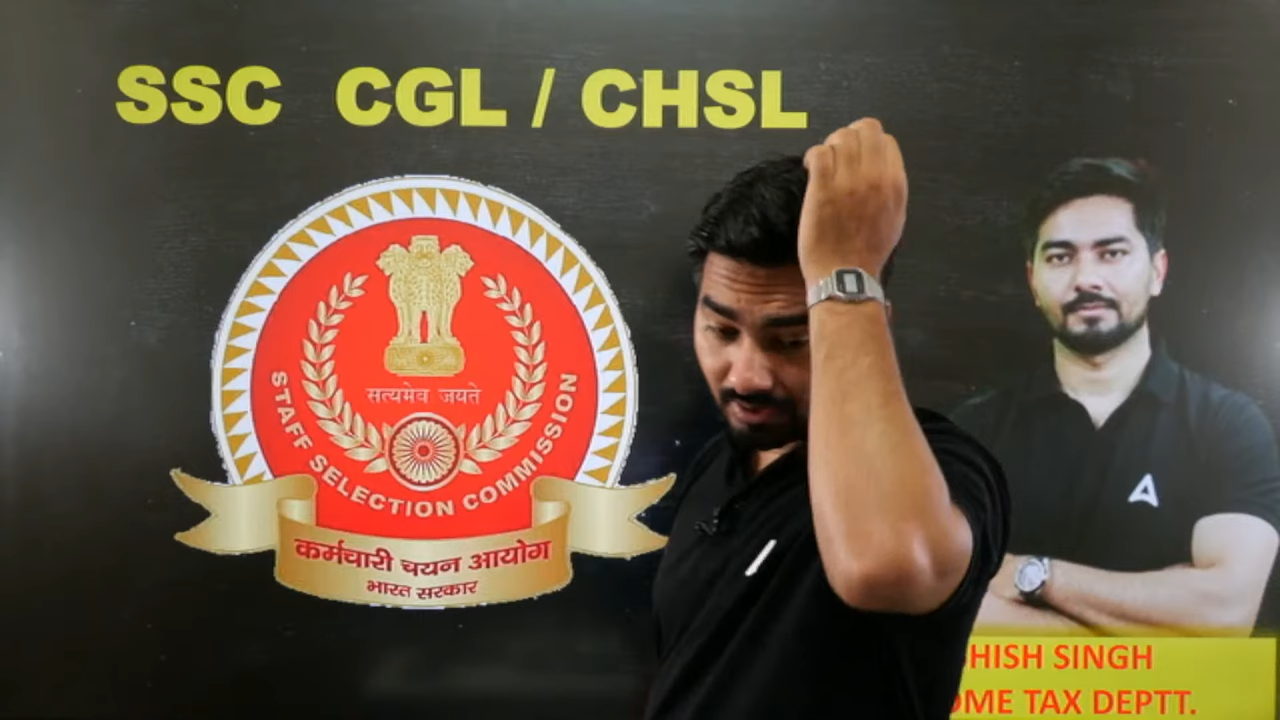 SSC CGL / CHSL
सत्यमेव जयते
STAFF SELECTION COMMISSION
कर्मचारी चयन आयोग
भारत सरकार
HISH SINGH
OME TAX DEPTT.